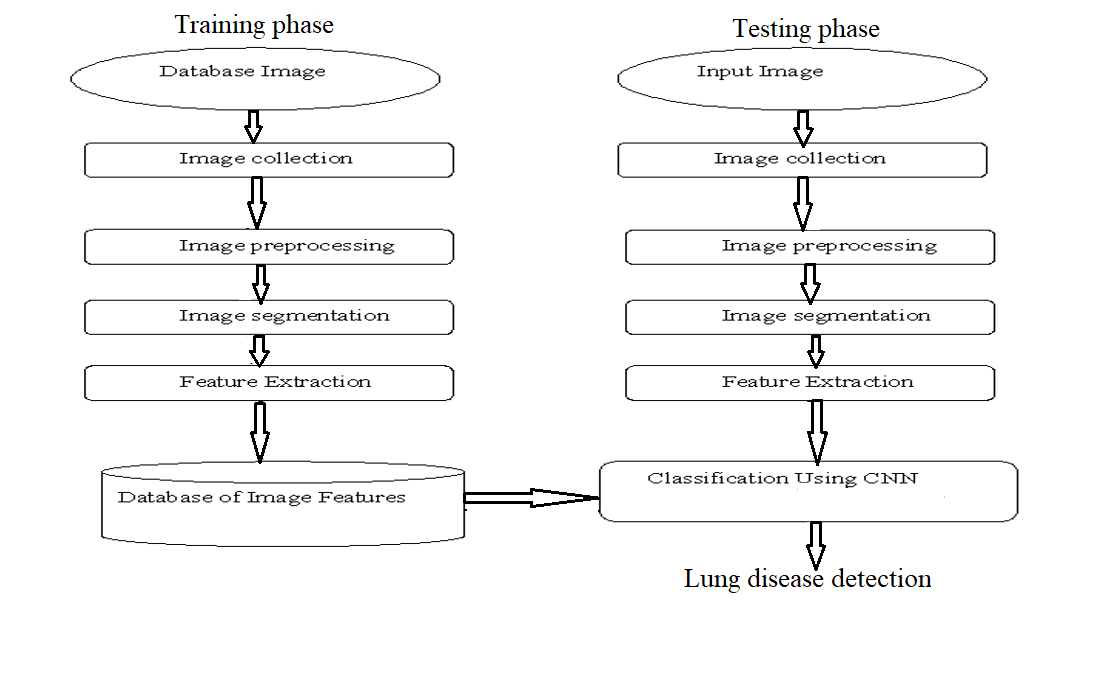 Training phase
Database Image
Image collection
Image preprocessing
Image segmentation
Feature Extraction
Database of Image Features
Testing phase
Input Image
Image collection
Image preprocessing
Image segmentation
Feature Extraction
Classification Using CNN
Lung disease detection